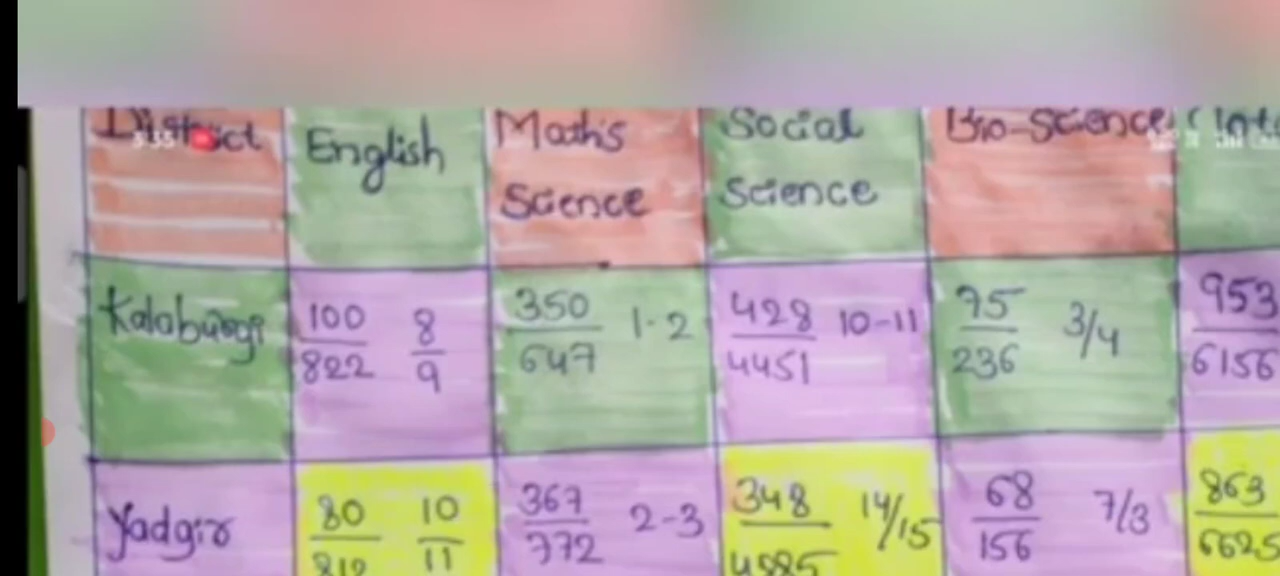 District English Maths Social Bio-Science
Science Science
Kalaburgi 100/822 8/9 350/647 1-2 428/4451 10-11 75/236 3/4 953/6156
Yadgir 80/812 10/11 367/772 2-3 348/4885 14/15 68/156 7/3 863/6625